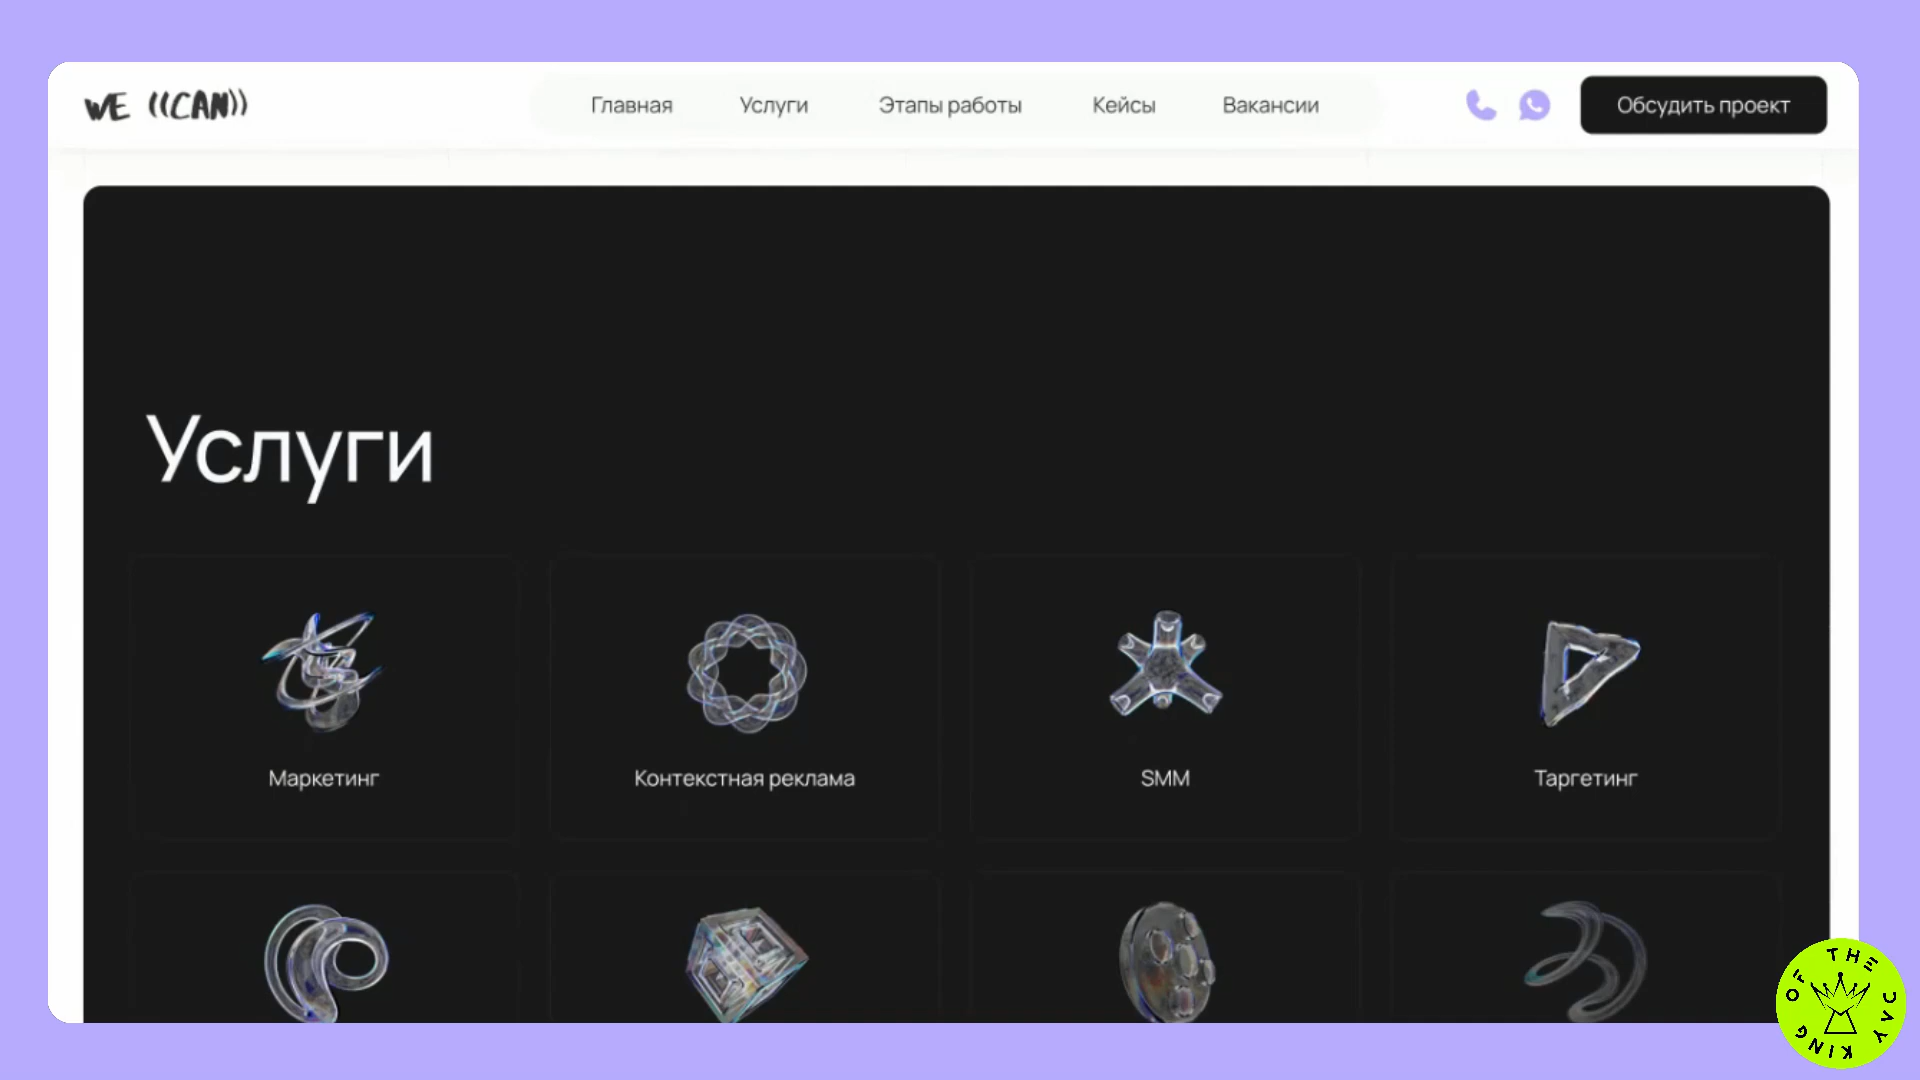 WE ((CAN))
Главная
Услуги
Этапы работы
Кейсы
Вакансии
Обсудить проект
Услуги
Маркетинг
Контекстная реклама
SMM
Таргетинг
KING OF THE DAY